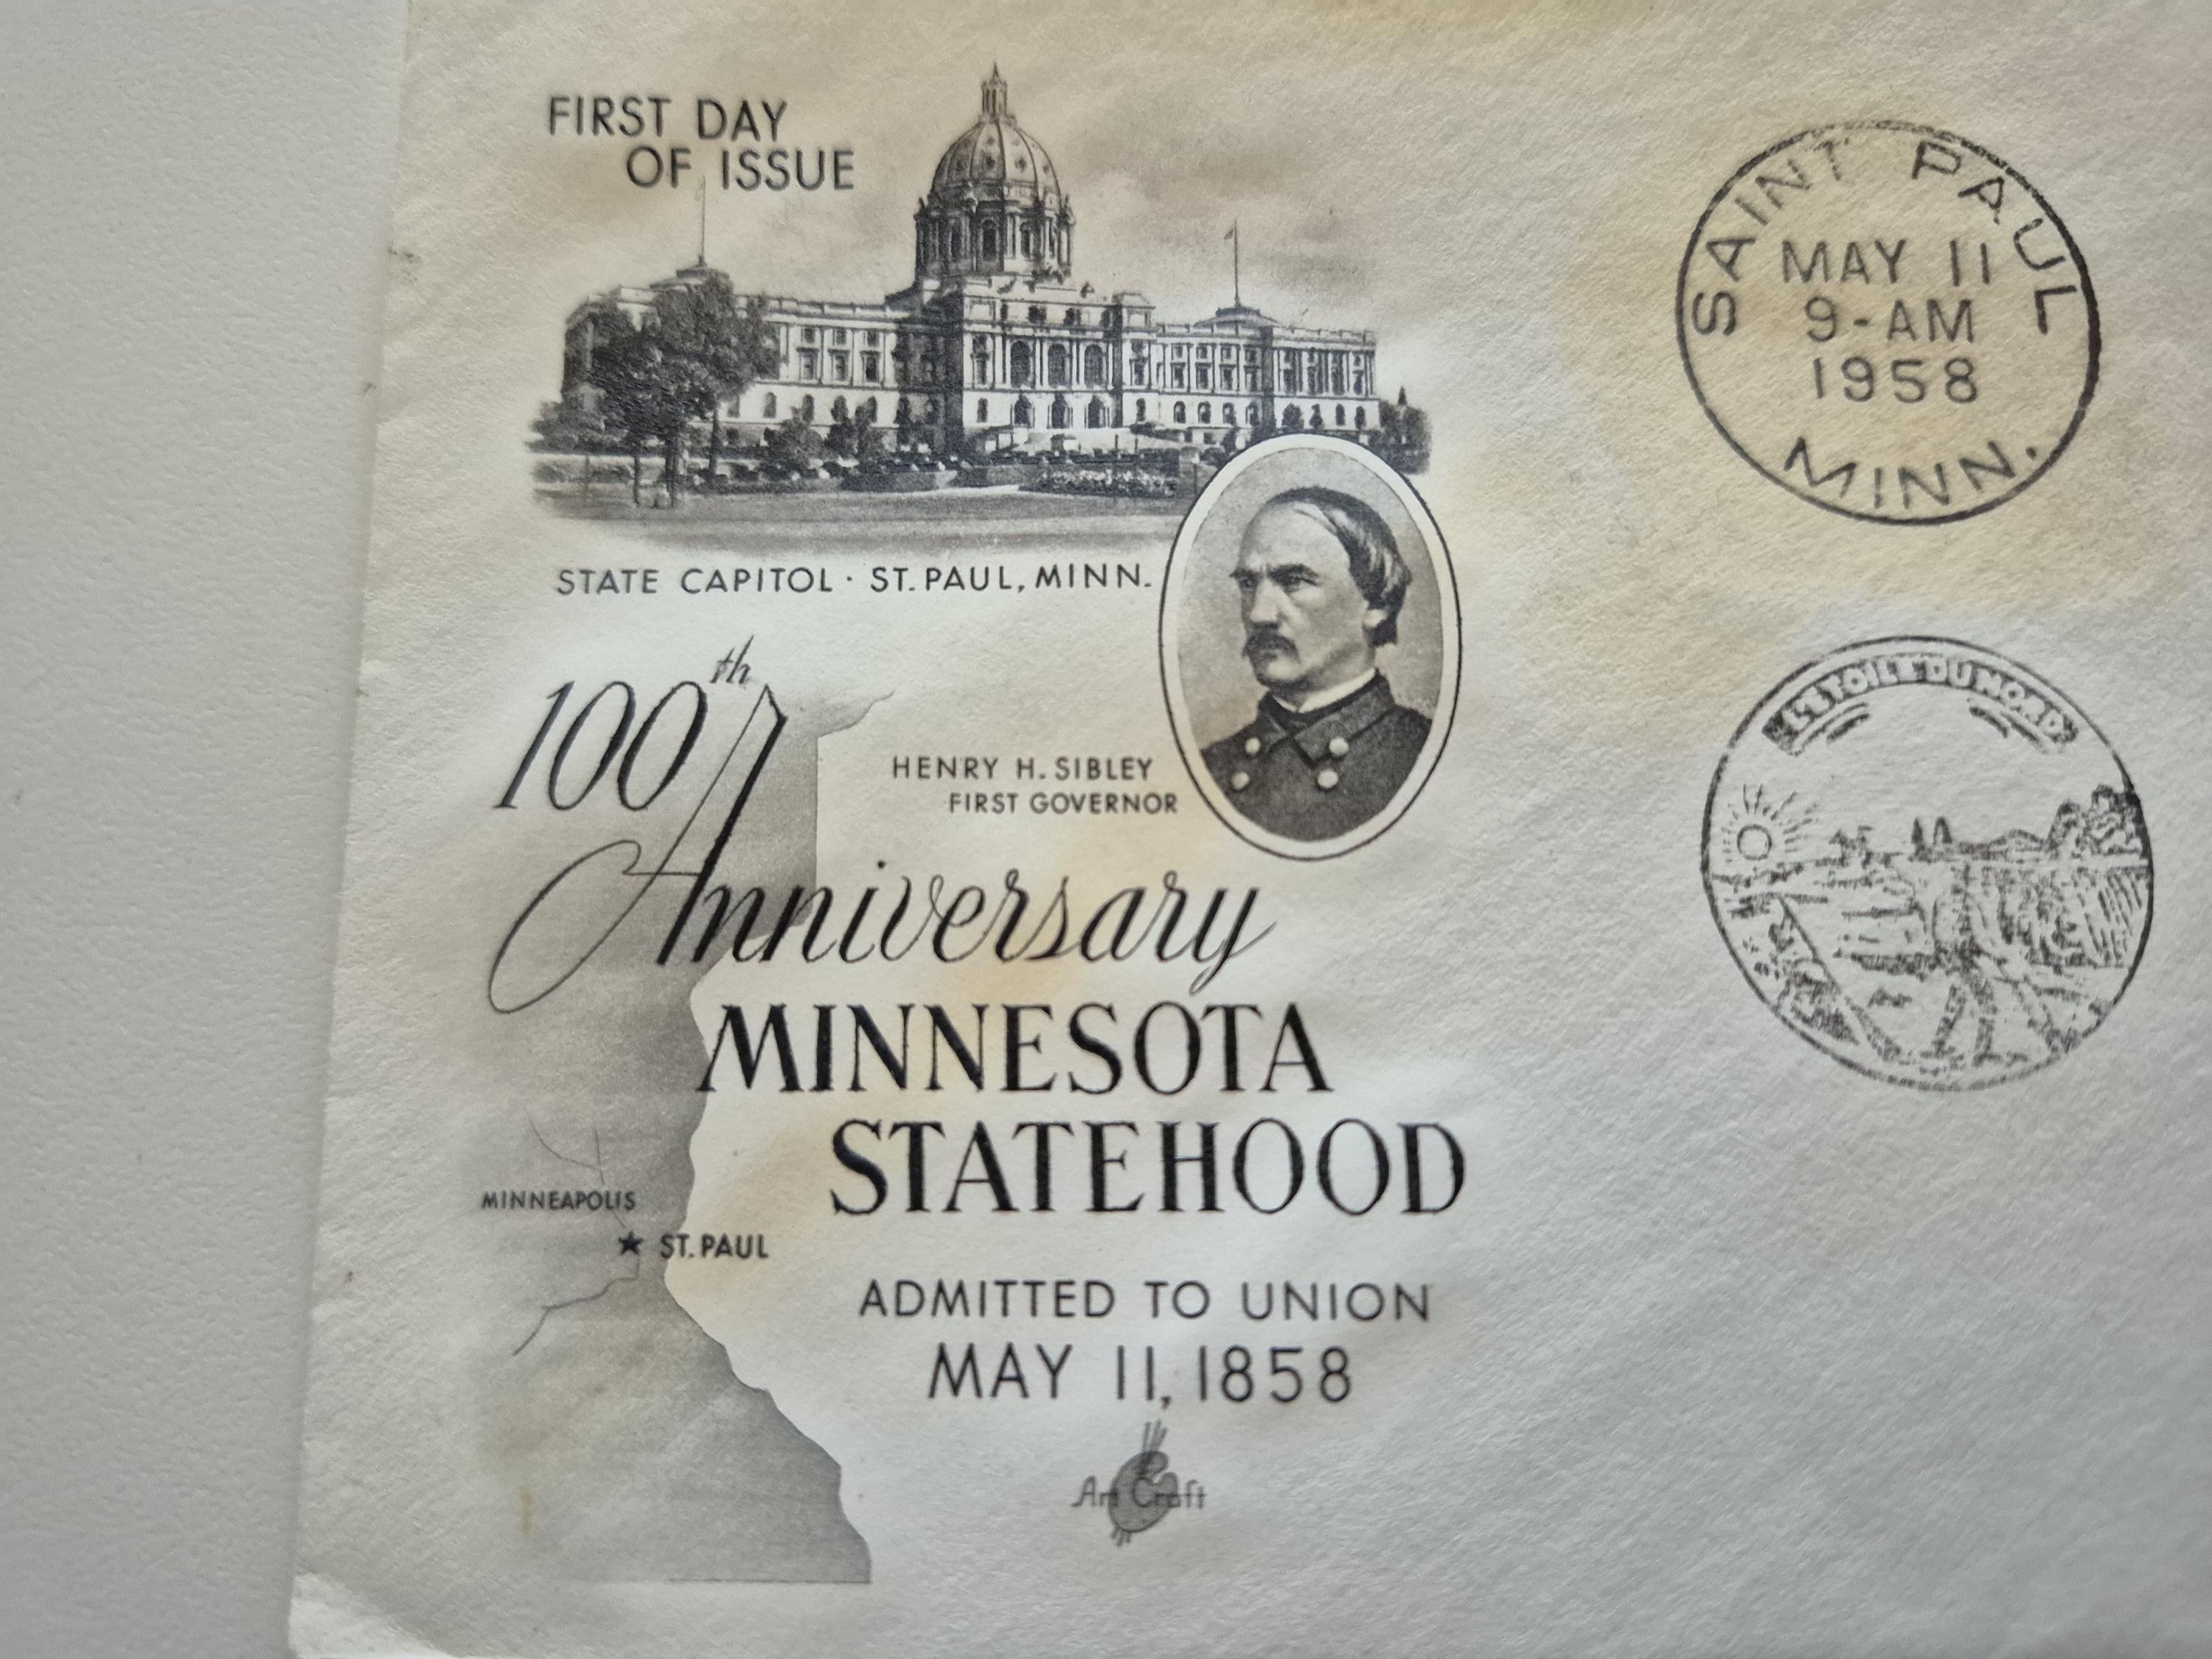 FIRST DAY
OF ISSUE
STATE CAPITOL · ST. PAUL, MINN.
HENRY H. SIBLEY
FIRST GOVERNOR
100th
Anniversary
MINNESOTA
STATEHOOD
MINNEAPOLIS
★ ST. PAUL
ADMITTED TO UNION
MAY 11, 1858
Art Craft
SAINT PAUL
MAY 11
9-AM
1958
MINN.
L'ETOILE DU NORD